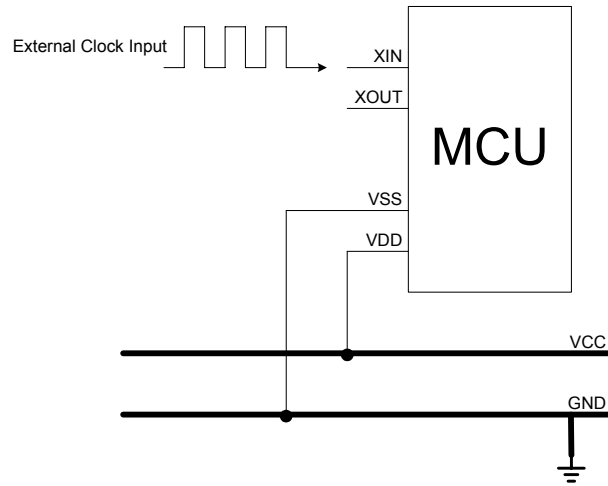 External Clock Input
XIN
XOUT
MCU
VSS
VDD
VCC
GND